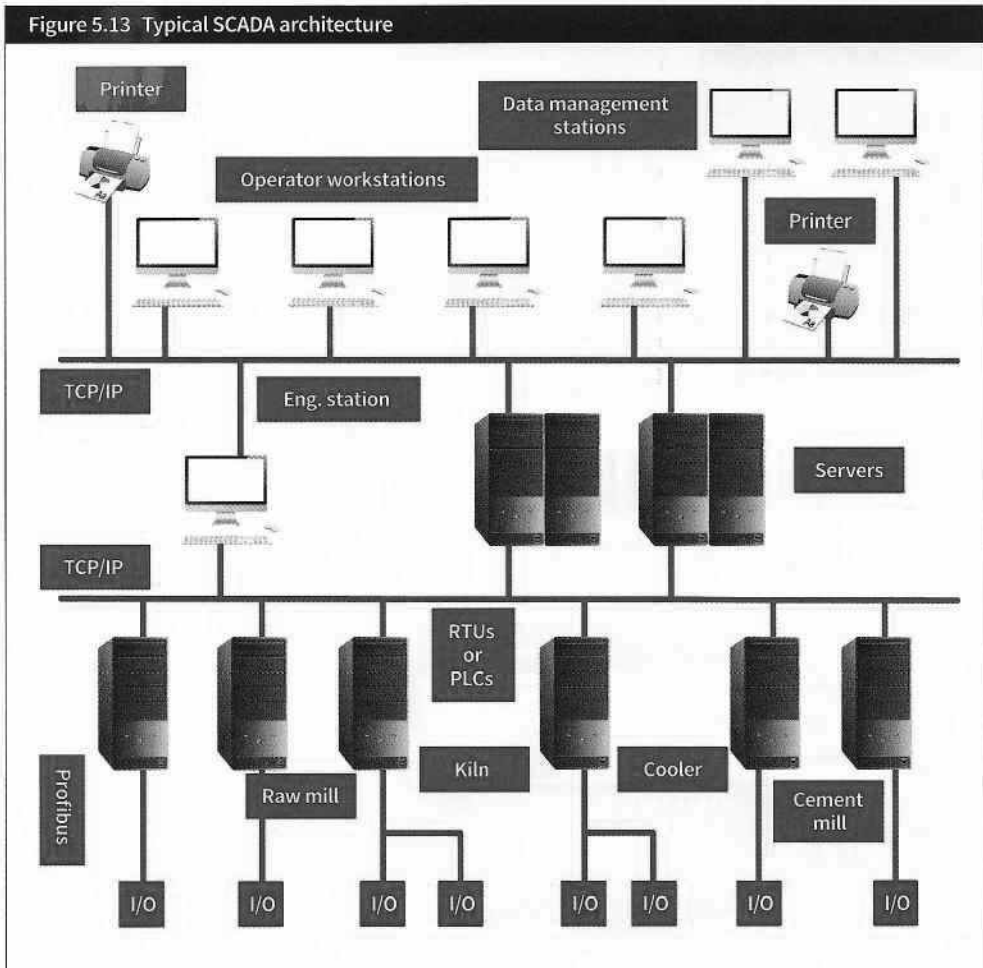 Figure 5.13 Typical SCADA architecture
Printer
Data management
stations
Operator workstations
Printer
TCP/IP
Eng. station
Servers
TCP/IP
RTUs
or
PLCs
Profibus
Raw mill
Kiln
Cooler
Cement
mill
I/O
I/O
I/O
I/O
I/O
I/O
I/O
I/O